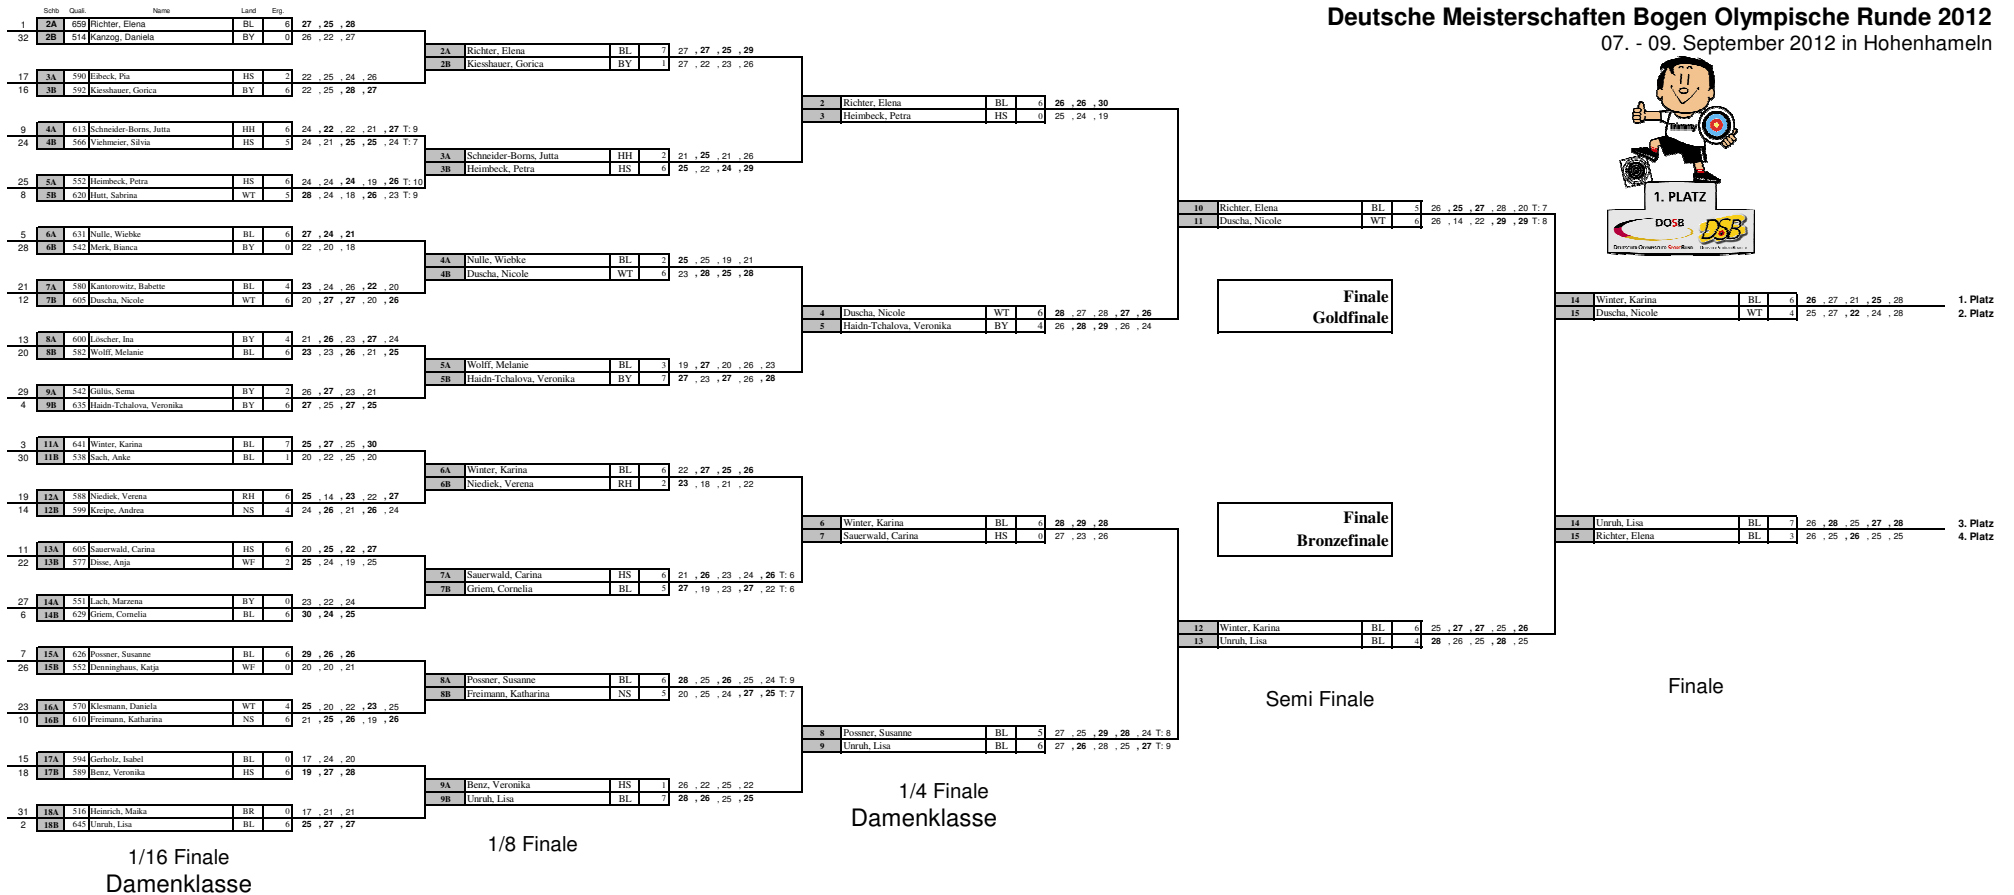 Deutsche Meisterschaften Bogen Olympische Runde 2012
07. - 09. September 2012 in Hohenhameln
Trimmy
1. PLATZ
DOSB
DSB
DEUTSCHER OLYMPISCHER SPORTBUND
Schb Quali. Name Land Erg.
1 2A 659 Richter, Elena BL 6 27 , 25 , 28
32 2B 514 Kanzog, Daniela BY 0 26 , 22 , 27
17 3A 590 Eibeck, Pia HS 2 22 , 25 , 24 , 26
16 3B 592 Kiesshauer, Gorica BY 6 22 , 25 , 28 , 27
9 4A 613 Schneider-Borns, Jutta HH 6 24 , 22 , 22 , 21 , 27 T: 9
24 4B 566 Viehmeier, Silvia HS 5 24 , 21 , 25 , 25 , 24 T: 7
25 5A 552 Heimbeck, Petra HS 6 24 , 24 , 24 , 19 , 26 T: 10
8 5B 620 Hutt, Sabrina WT 5 28 , 24 , 18 , 26 , 23 T: 9
5 6A 631 Nulle, Wiebke BL 6 27 , 24 , 21
28 6B 542 Merk, Bianca BY 0 22 , 20 , 18
21 7A 580 Kantorowitz, Babette BL 4 23 , 24 , 26 , 22 , 20
12 7B 605 Duscha, Nicole WT 6 20 , 27 , 27 , 20 , 26
13 8A 600 Löscher, Ina BY 4 21 , 26 , 23 , 27 , 24
20 8B 582 Wolff, Melanie BL 6 23 , 23 , 26 , 21 , 25
29 9A 542 Gülüs, Sema BY 2 26 , 27 , 23 , 21
4 9B 635 Haidn-Tchalova, Veronika BY 6 27 , 25 , 27 , 25
3 11A 641 Winter, Karina BL 7 25 , 27 , 25 , 30
30 11B 538 Sach, Anke BL 1 20 , 22 , 25 , 20
19 12A 588 Niediek, Verena RH 6 25 , 14 , 23 , 22 , 27
14 12B 599 Kreipe, Andrea NS 4 24 , 26 , 21 , 26 , 24
11 13A 605 Sauerwald, Carina HS 6 20 , 25 , 22 , 27
22 13B 577 Disse, Anja WF 2 25 , 24 , 19 , 25
27 14A 551 Lach, Marzena BY 0 23 , 22 , 24
6 14B 629 Griem, Cornelia BL 6 30 , 24 , 25
7 15A 626 Possner, Susanne BL 6 29 , 26 , 26
26 15B 552 Denninghaus, Katja WF 0 20 , 20 , 21
23 16A 570 Klesmann, Daniela WT 4 25 , 20 , 22 , 23 , 25
10 16B 610 Freimann, Katharina NS 6 21 , 25 , 26 , 19 , 26
15 17A 594 Gerholz, Isabel BL 0 17 , 24 , 20
18 17B 589 Benz, Veronika HS 6 19 , 27 , 28
31 18A 516 Heinrich, Maika BR 0 17 , 21 , 21
2 18B 645 Unruh, Lisa BL 6 25 , 27 , 27
1/16 Finale
Damenklasse
2A Richter, Elena BL 7 27 , 27 , 25 , 29
2B Kiesshauer, Gorica BY 1 27 , 22 , 23 , 26
3A Schneider-Borns, Jutta HH 2 21 , 25 , 21 , 26
3B Heimbeck, Petra HS 6 25 , 22 , 24 , 29
4A Nulle, Wiebke BL 2 25 , 25 , 19 , 21
4B Duscha, Nicole WT 6 23 , 28 , 25 , 28
5A Wolff, Melanie BL 3 19 , 27 , 20 , 26 , 23
5B Haidn-Tchalova, Veronika BY 7 27 , 23 , 27 , 26 , 28
6A Winter, Karina BL 6 22 , 27 , 25 , 26
6B Niediek, Verena RH 2 23 , 18 , 21 , 22
7A Sauerwald, Carina HS 6 21 , 26 , 23 , 24 , 26 T: 6
7B Griem, Cornelia BL 5 27 , 19 , 23 , 27 , 22 T: 6
8A Possner, Susanne BL 6 28 , 25 , 26 , 25 , 24 T: 9
8B Freimann, Katharina NS 5 20 , 25 , 24 , 27 , 25 T: 7
9A Benz, Veronika HS 1 26 , 22 , 25 , 22
9B Unruh, Lisa BL 7 28 , 26 , 25 , 25
1/8 Finale
2 Richter, Elena BL 6 26 , 26 , 30
3 Heimbeck, Petra HS 0 25 , 24 , 19
4 Duscha, Nicole WT 6 28 , 27 , 28 , 27 , 26
5 Haidn-Tchalova, Veronika BY 4 26 , 28 , 29 , 26 , 24
6 Winter, Karina BL 6 28 , 29 , 28
7 Sauerwald, Carina HS 0 27 , 23 , 26
8 Possner, Susanne BL 5 27 , 25 , 29 , 28 , 24 T: 8
9 Unruh, Lisa BL 6 27 , 26 , 28 , 25 , 27 T: 9
1/4 Finale
Damenklasse
10 Richter, Elena BL 5 26 , 25 , 27 , 28 , 20 T: 7
11 Duscha, Nicole WT 6 26 , 14 , 22 , 29 , 29 T: 8
Finale
Goldfinale
Finale
Bronzefinale
12 Winter, Karina BL 6 25 , 27 , 27 , 25 , 26
13 Unruh, Lisa BL 4 28 , 26 , 25 , 28 , 25
Semi Finale
14 Winter, Karina BL 6 26 , 27 , 21 , 25 , 28 1. Platz
15 Duscha, Nicole WT 4 25 , 27 , 22 , 24 , 28 2. Platz
14 Unruh, Lisa BL 7 26 , 28 , 25 , 27 , 28 3. Platz
15 Richter, Elena BL 3 26 , 25 , 26 , 25 , 25 4. Platz
Finale